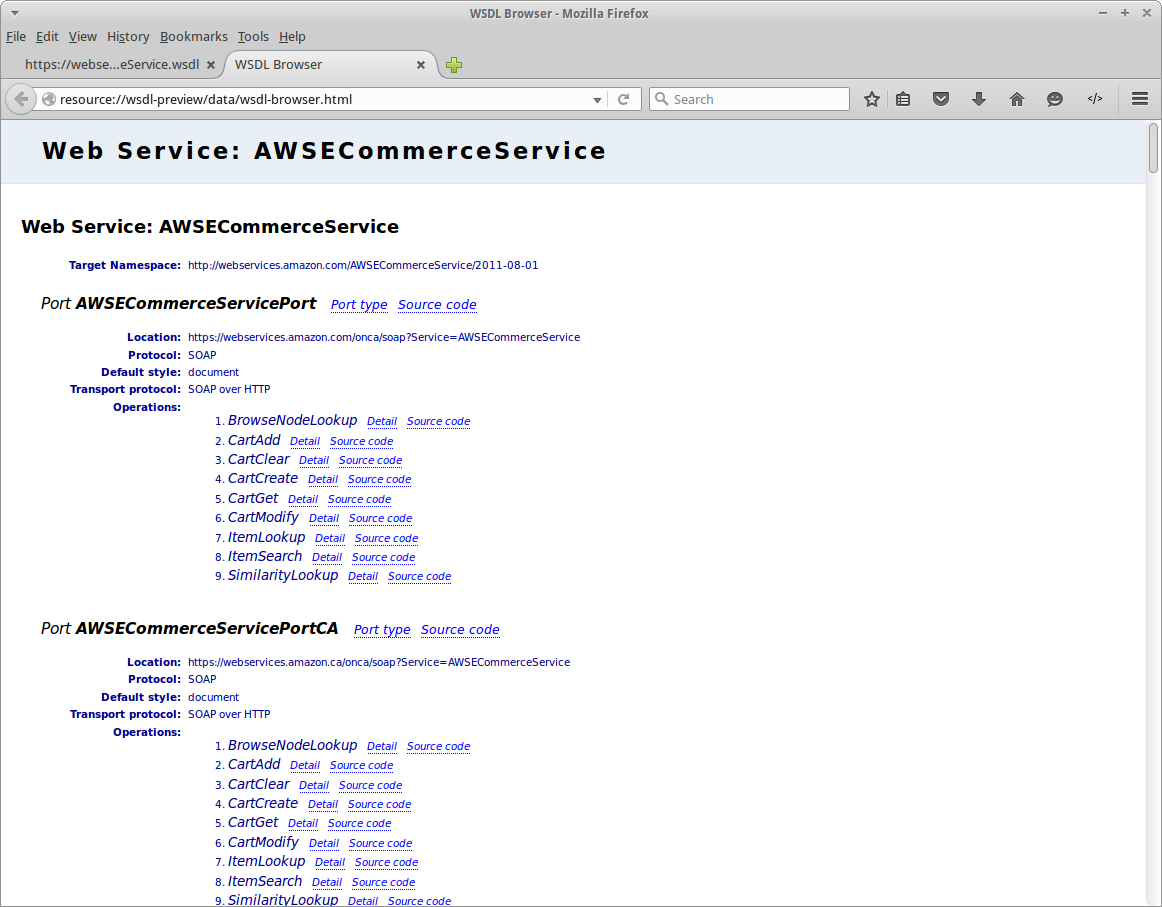 WSDL Browser - Mozilla Firefox
File Edit View History Bookmarks Tools Help
https://webse...eService.wsdl WSDL Browser
resource://wsdl-preview/data/wsdl-browser.html Search
Web Service: AWSECommerceService
Web Service: AWSECommerceService
Target Namespace: http://webservices.amazon.com/AWSECommerceService/2011-08-01
Port AWSECommerceServicePort Port type Source code
Location: https://webservices.amazon.com/onca/soap?Service=AWSECommerceService
Protocol: SOAP
Default style: document
Transport protocol: SOAP over HTTP
Operations:
1. BrowseNodeLookup Detail Source code
2. CartAdd Detail Source code
3. CartClear Detail Source code
4. CartCreate Detail Source code
5. CartGet Detail Source code
6. CartModify Detail Source code
7. ItemLookup Detail Source code
8. ItemSearch Detail Source code
9. SimilarityLookup Detail Source code
Port AWSECommerceServicePortCA Port type Source code
Location: https://webservices.amazon.ca/onca/soap?Service=AWSECommerceService
Protocol: SOAP
Default style: document
Transport protocol: SOAP over HTTP
Operations:
1. BrowseNodeLookup Detail Source code
2. CartAdd Detail Source code
3. CartClear Detail Source code
4. CartCreate Detail Source code
5. CartGet Detail Source code
6. CartModify Detail Source code
7. ItemLookup Detail Source code
8. ItemSearch Detail Source code
9. SimilarityLookup Detail Source code